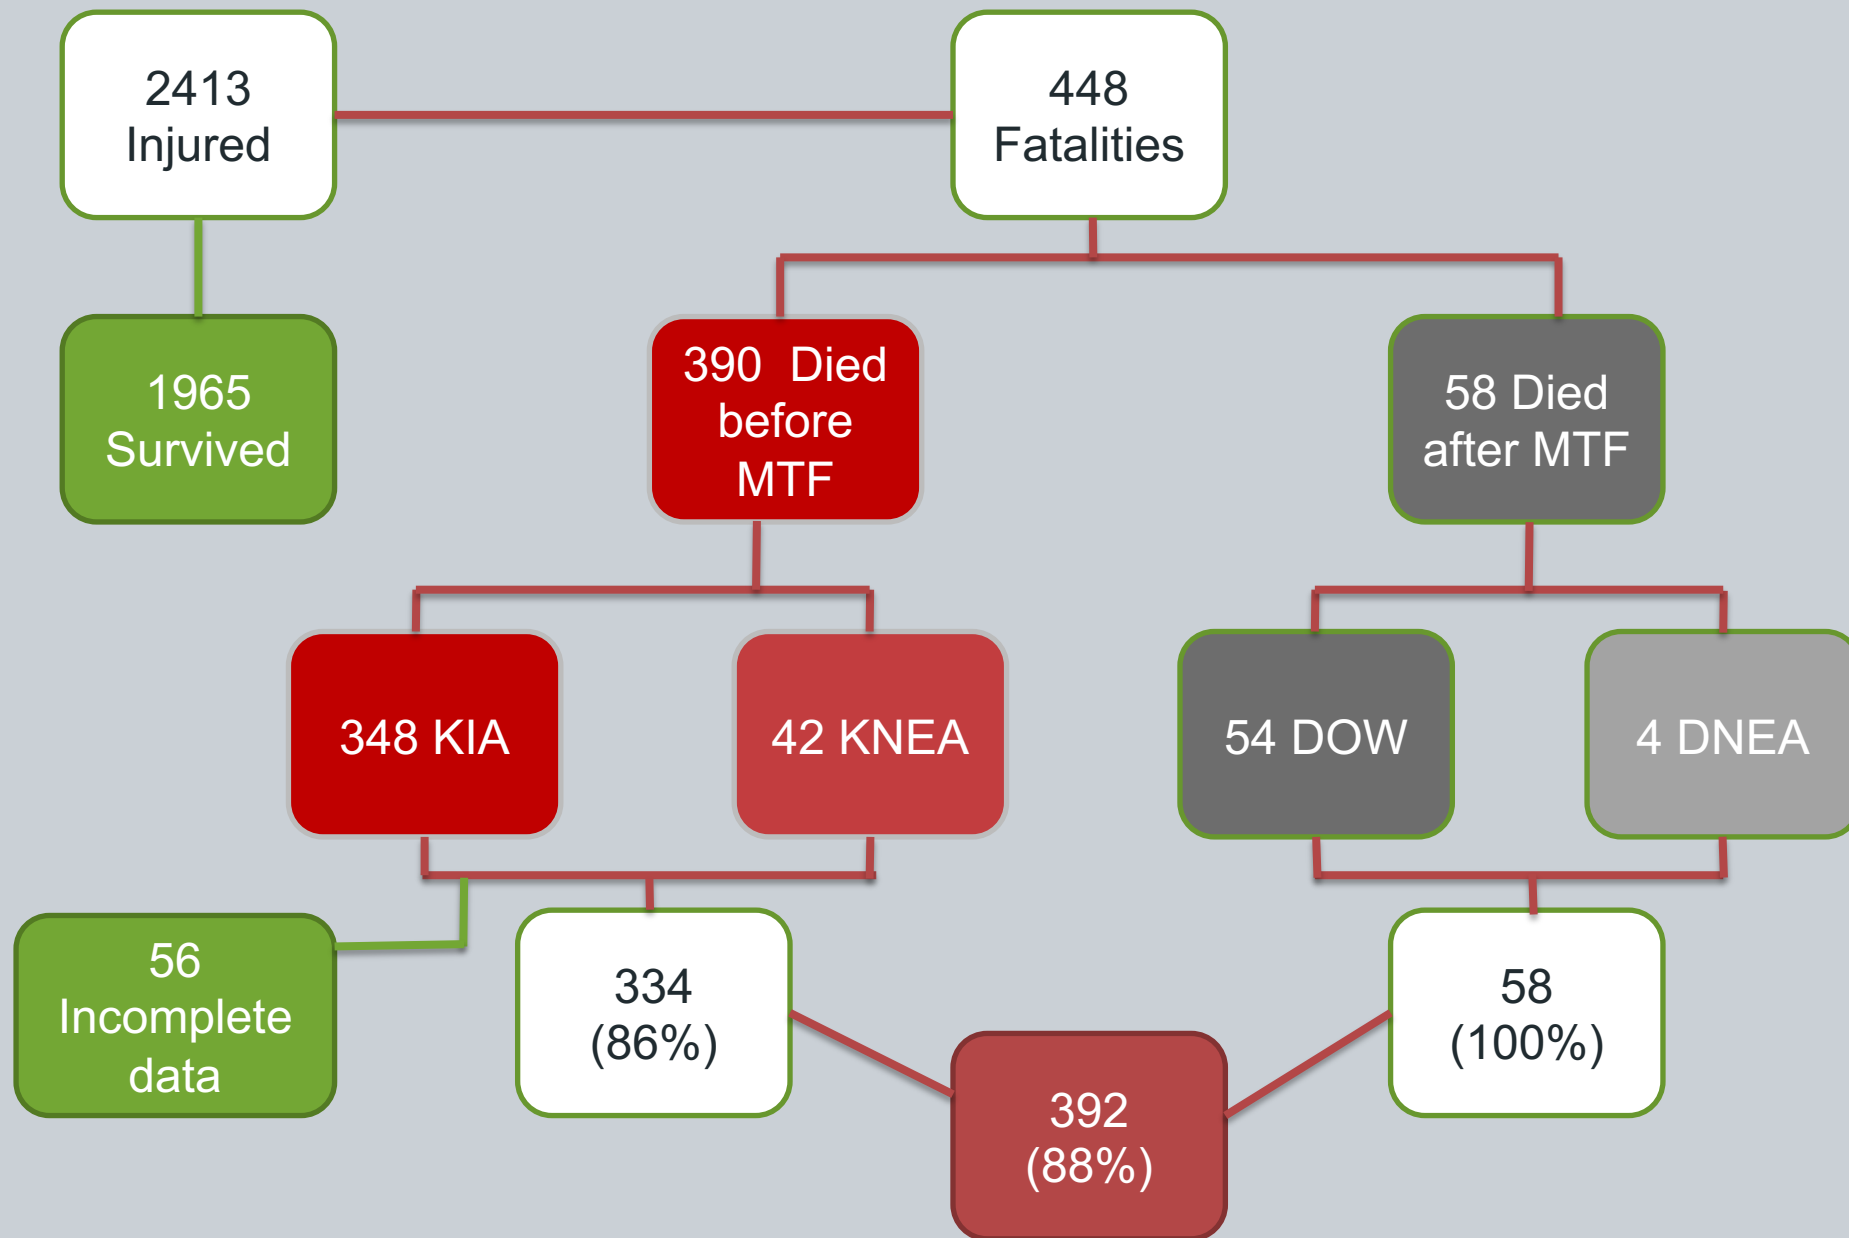 2413
Injured
448
Fatalities
1965
Survived
390  Died
before
MTF
58 Died
after MTF
348 KIA
42 KNEA
54 DOW
4 DNEA
56
Incomplete
data
334
(86%)
58
(100%)
392
(88%)